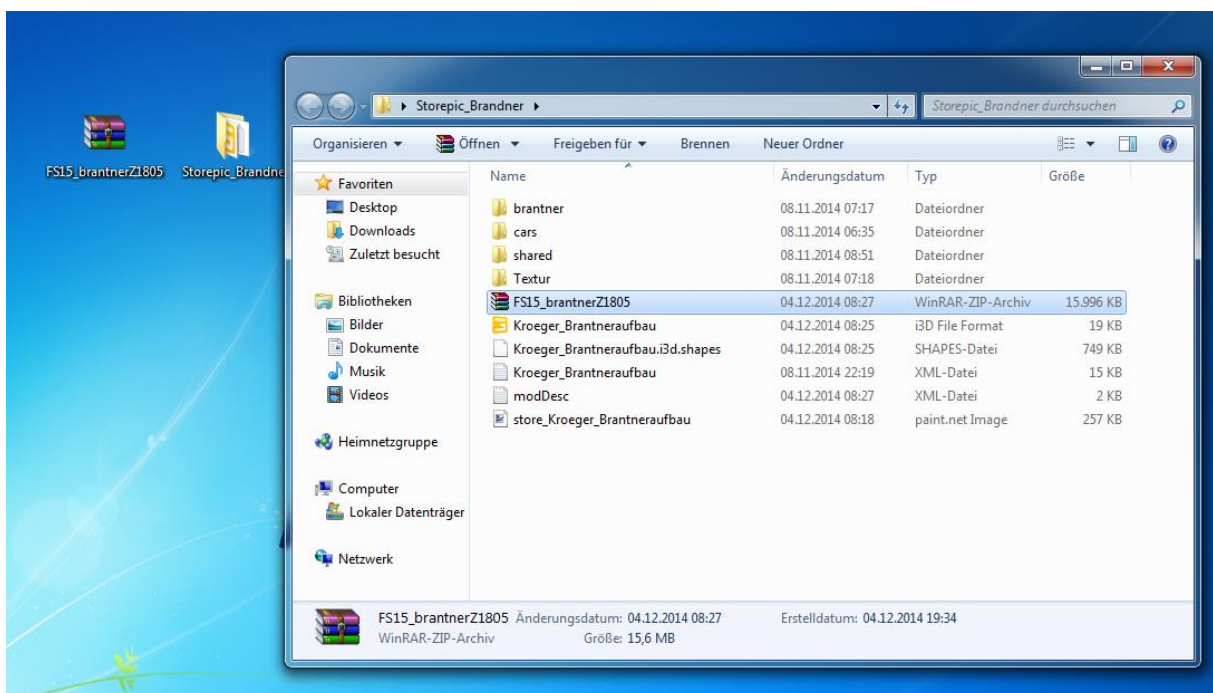 FS15_brantnerZ1805
Storepic_Brandne
Storepic_Brandner
Storepic_Brandner durchsuchen
Organisieren Öffnen Freigeben für Brennen Neuer Ordner
Favoriten
Desktop
Downloads
Zuletzt besucht
Bibliotheken
Bilder
Dokumente
Musik
Videos
Heimnetzgruppe
Computer
Lokaler Datenträger
Netzwerk
Name Änderungsdatum Typ Größe
brantner 08.11.2014 07:17 Dateiordner
cars 08.11.2014 06:35 Dateiordner
shared 08.11.2014 08:51 Dateiordner
Textur 08.11.2014 07:18 Dateiordner
FS15_brantnerZ1805 04.12.2014 08:27 WinRAR-ZIP-Archiv 15.996 KB
Kroeger_Brantneraufbau 04.12.2014 08:25 i3D File Format 19 KB
Kroeger_Brantneraufbau.i3d.shapes 04.12.2014 08:25 SHAPES-Datei 749 KB
Kroeger_Brantneraufbau 08.11.2014 22:19 XML-Datei 15 KB
modDesc 04.12.2014 08:27 XML-Datei 2 KB
store_Kroeger_Brantneraufbau 04.12.2014 08:18 paint.net Image 257 KB
FS15_brantnerZ1805 Änderungsdatum: 04.12.2014 08:27 Erstelldatum: 04.12.2014 19:34
WinRAR-ZIP-Archiv Größe: 15,6 MB